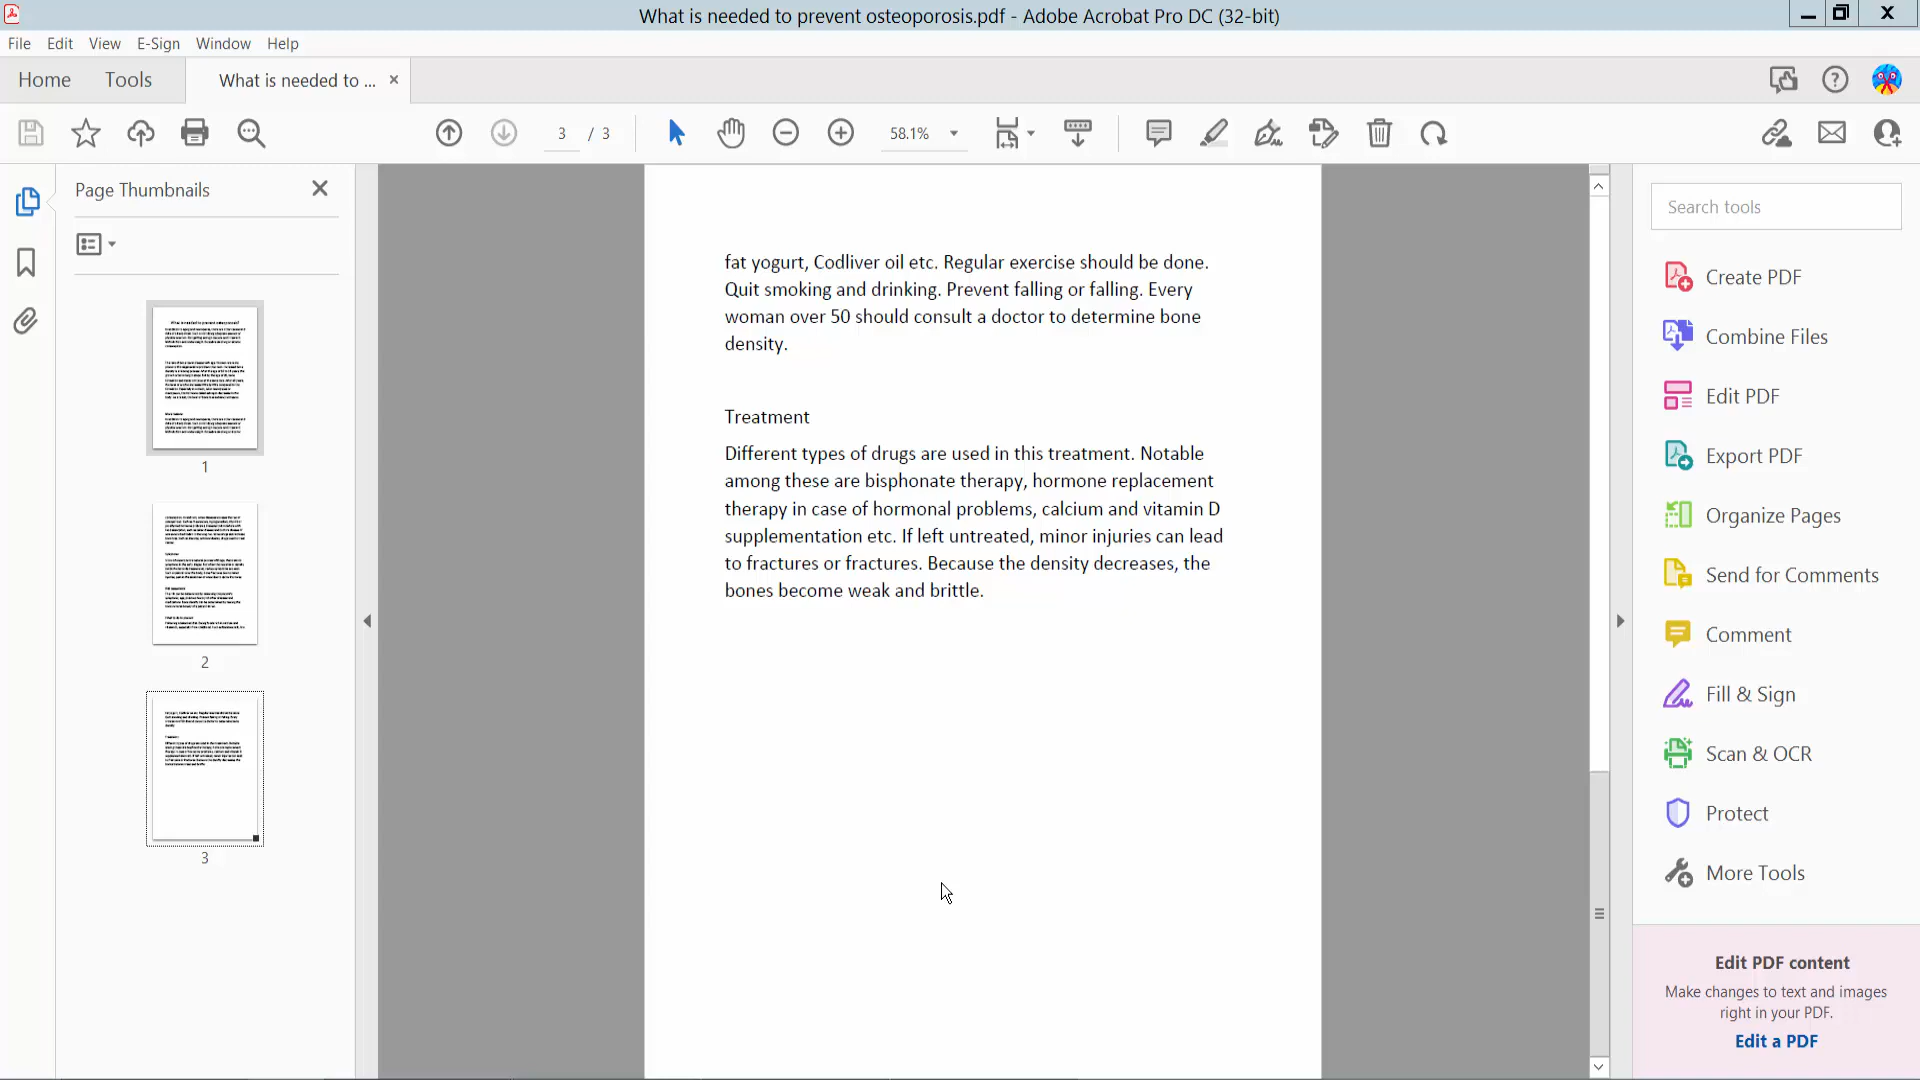 What is needed to prevent osteoporosis.pdf - Adobe Acrobat Pro DC (32-bit)
File Edit View E-Sign Window Help
Home Tools What is needed to ...
3 / 3 58.1%
Page Thumbnails
What is needed to prevent osteoporosis?
1
2
3
fat yogurt, Codliver oil etc. Regular exercise should be done.
Quit smoking and drinking. Prevent falling or falling. Every
woman over 50 should consult a doctor to determine bone
density.
Treatment
Different types of drugs are used in this treatment. Notable
among these are bisphonate therapy, hormone replacement
therapy in case of hormonal problems, calcium and vitamin D
supplementation etc. If left untreated, minor injuries can lead
to fractures or fractures. Because the density decreases, the
bones become weak and brittle.
Search tools
Create PDF
Combine Files
Edit PDF
Export PDF
Organize Pages
Send for Comments
Comment
Fill & Sign
Scan & OCR
Protect
More Tools
Edit PDF content
Make changes to text and images
right in your PDF.
Edit a PDF